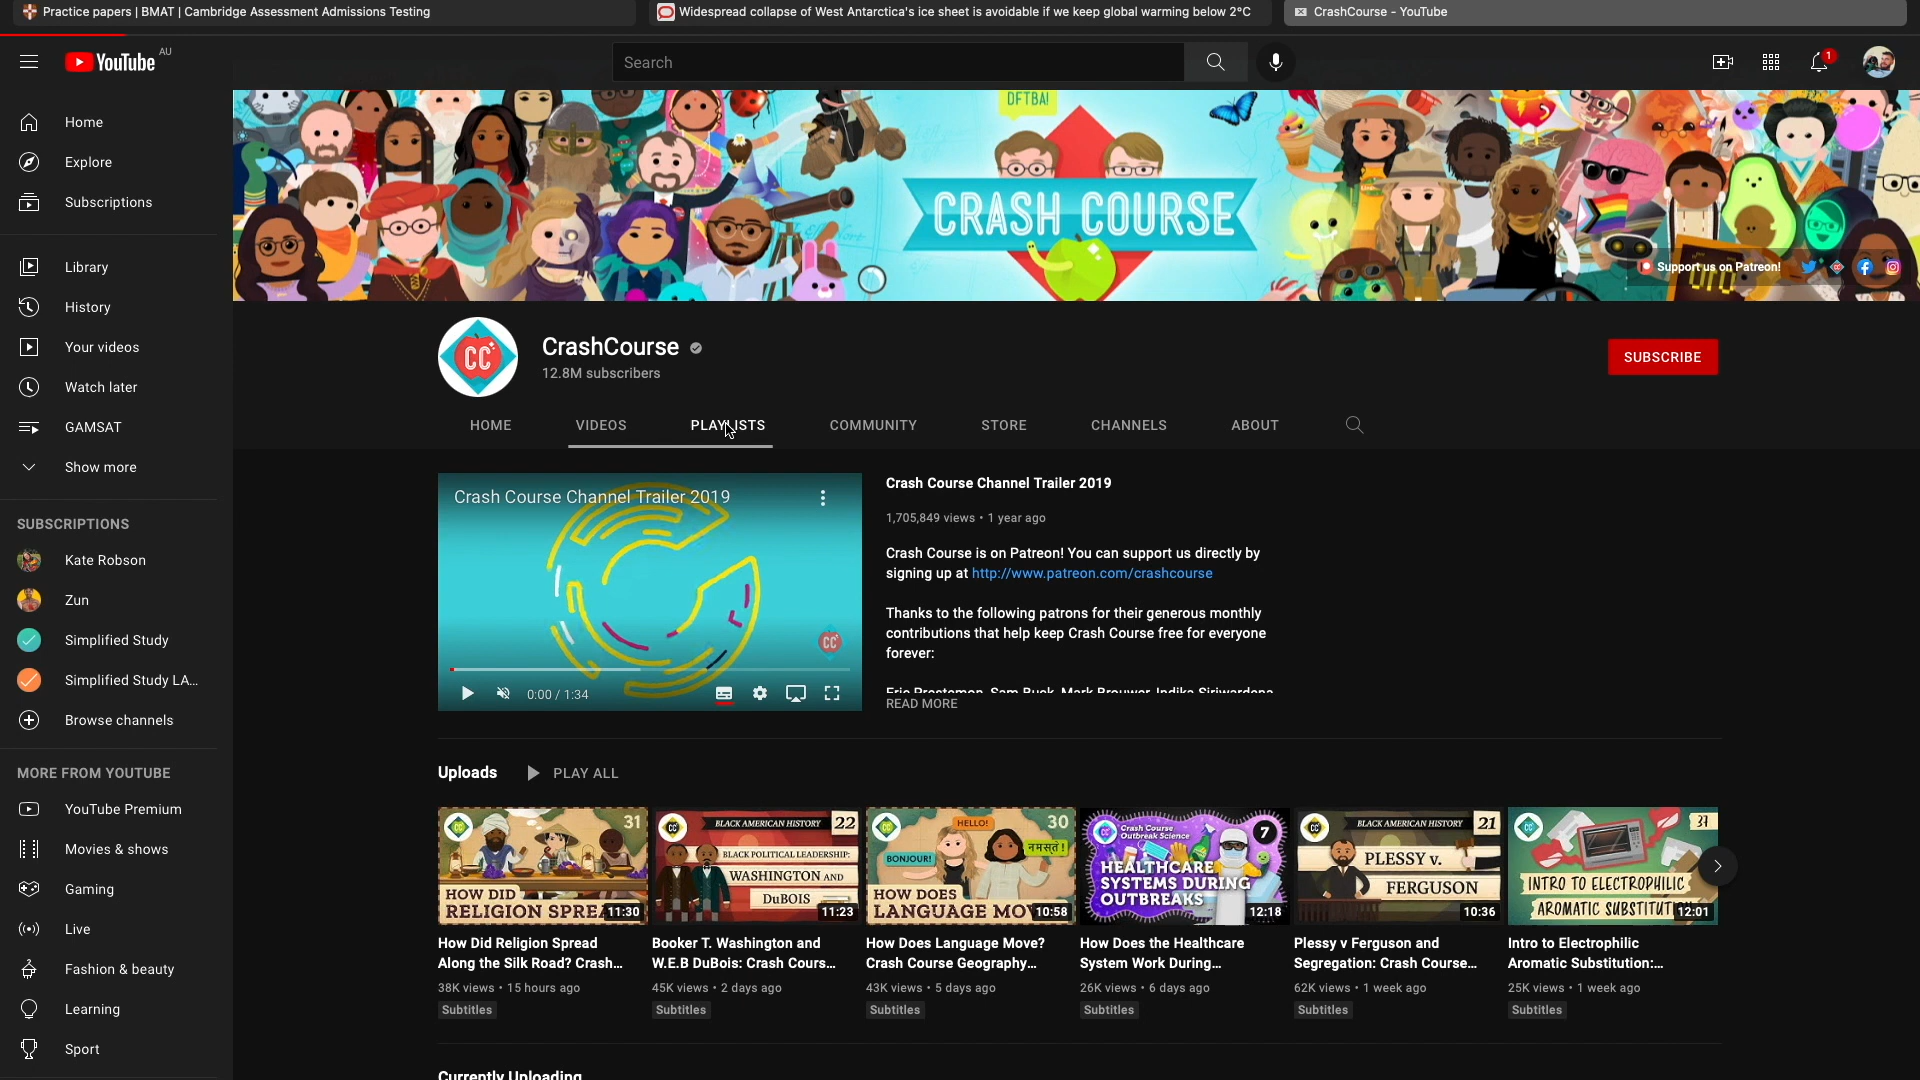 Practice papers | BMAT | Cambridge Assessment Admissions Testing
Widespread collapse of West Antarctica's ice sheet is avoidable if we keep global warming below 2°C
CrashCourse - YouTube
YouTube AU
Search
1
Home
Explore
Subscriptions
Library
History
Your videos
Watch later
GAMSAT
Show more
SUBSCRIPTIONS
Kate Robson
Zun
Simplified Study
Simplified Study LA...
Browse channels
MORE FROM YOUTUBE
YouTube Premium
Movies & shows
Gaming
Live
Fashion & beauty
Learning
Sport
DFTBA!
CRASH COURSE
Support us on Patreon!
CC
CrashCourse
12.8M subscribers
SUBSCRIBE
HOME
VIDEOS
PLAYLISTS
COMMUNITY
STORE
CHANNELS
ABOUT
Crash Course Channel Trailer 2019
CC
0:00 / 1:34
Crash Course Channel Trailer 2019
1,705,849 views • 1 year ago
Crash Course is on Patreon! You can support us directly by
signing up at http://www.patreon.com/crashcourse
Thanks to the following patrons for their generous monthly
contributions that help keep Crash Course free for everyone
forever:
READ MORE
Uploads
PLAY ALL
CC
31
HOW DID
RELIGION SPREA
11:30
How Did Religion Spread
Along the Silk Road? Crash...
38K views • 15 hours ago
Subtitles
CC
BLACK AMERICAN HISTORY 22
BLACK POLITICAL LEADERSHIP:
WASHINGTON AND
DuBOIS
11:23
Booker T. Washington and
W.E.B DuBois: Crash Cours...
45K views • 2 days ago
Subtitles
CC
HELLO!
30
BONJOUR!
नमस्ते!
HOW DOES
LANGUAGE MOV
10:58
How Does Language Move?
Crash Course Geography...
43K views • 5 days ago
Subtitles
CC
Crash Course
Outbreak Science
7
HEALTHCARE
SYSTEMS DURING
OUTBREAKS
12:18
How Does the Healthcare
System Work During...
26K views • 6 days ago
Subtitles
CC
BLACK AMERICAN HISTORY 21
PLESSY v.
FERGUSON
10:36
Plessy v Ferguson and
Segregation: Crash Course...
62K views • 1 week ago
Subtitles
CC
37
INTRO TO ELECTROPHILIC
AROMATIC SUBSTITUTI
12:01
Intro to Electrophilic
Aromatic Substitution:...
25K views • 1 week ago
Subtitles
Currently Uploading